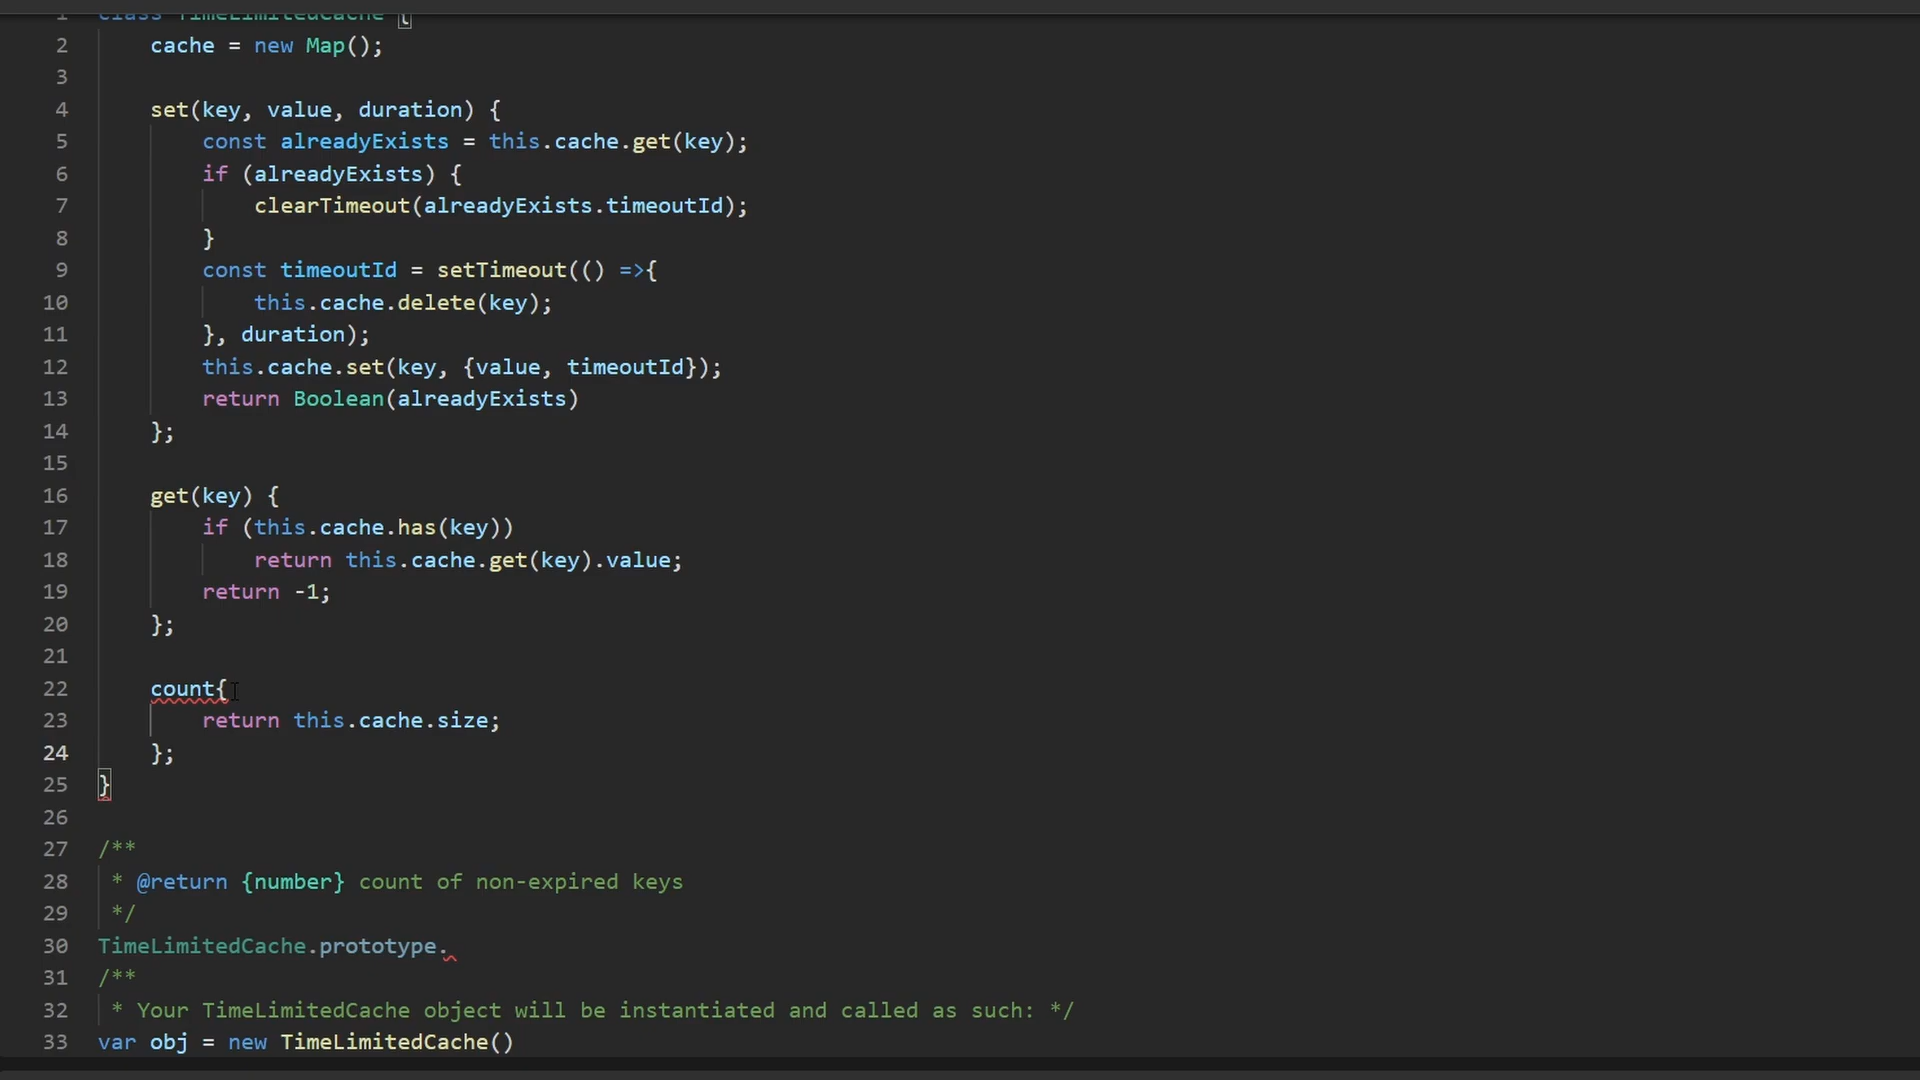 1 class TimeLimitedCache {
2 cache = new Map();
3
4 set(key, value, duration) {
5 const alreadyExists = this.cache.get(key);
6 if (alreadyExists) {
7 clearTimeout(alreadyExists.timeoutId);
8 }
9 const timeoutId = setTimeout(() =>{
10 this.cache.delete(key);
11 }, duration);
12 this.cache.set(key, {value, timeoutId});
13 return Boolean(alreadyExists)
14 };
15
16 get(key) {
17 if (this.cache.has(key))
18 return this.cache.get(key).value;
19 return -1;
20 };
21
22 count{
23 return this.cache.size;
24 };
25 }
26
27 /**
28 * @return {number} count of non-expired keys
29 */
30 TimeLimitedCache.prototype.
31 /**
32 * Your TimeLimitedCache object will be instantiated and called as such: */
33 var obj = new TimeLimitedCache()